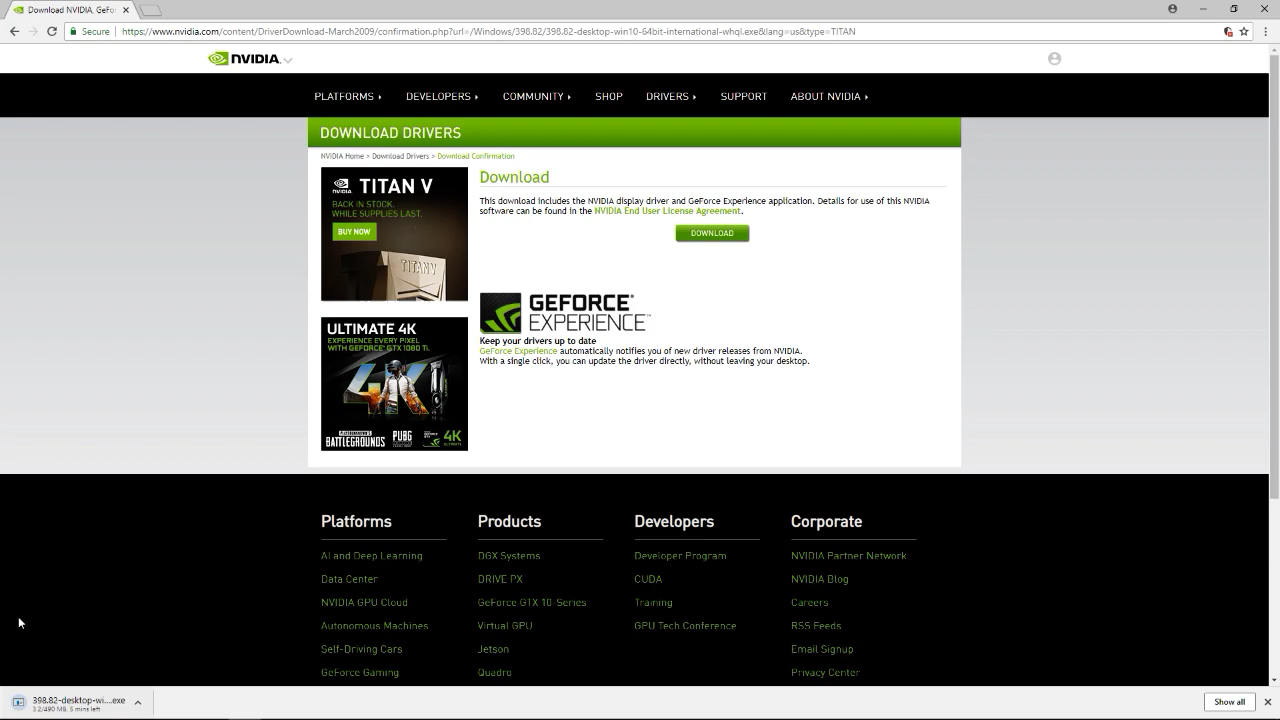 Download NVIDIA, GeFor
Secure
https://www.nvidia.com/content/DriverDownload-March2009/confirmation.php?url=/Windows/398.82/398.82-desktop-win10-64bit-international-whql.exe&lang=us&type=TITAN
NVIDIA.
PLATFORMS DEVELOPERS COMMUNITY SHOP DRIVERS SUPPORT ABOUT NVIDIA
DOWNLOAD DRIVERS
NVIDIA Home > Download Drivers > Download Confirmation
NVIDIA
TITAN V
BACK IN STOCK.
WHILE SUPPLIES LAST.
BUY NOW
TITAN V
Download
This download includes the NVIDIA display driver and GeForce Experience application. Details for use of this NVIDIA
software can be found in the NVIDIA End User License Agreement.
DOWNLOAD
GEFORCE®
EXPERIENCE™
Keep your drivers up to date
GeForce Experience automatically notifies you of new driver releases from NVIDIA.
With a single click, you can update the driver directly, without leaving your desktop.
ULTIMATE 4K
EXPERIENCE EVERY PIXEL
WITH GEFORCE® GTX 1080 Ti.
4K
BATTLEGROUNDS PUBG 4K
Platforms
AI and Deep Learning
Data Center
NVIDIA GPU Cloud
Autonomous Machines
Self-Driving Cars
GeForce Gaming
Products
DGX Systems
DRIVE PX
GeForce GTX 10-Series
Virtual GPU
Jetson
Quadro
Developers
Developer Program
CUDA
Training
GPU Tech Conference
Corporate
NVIDIA Partner Network
NVIDIA Blog
Careers
RSS Feeds
Email Signup
Privacy Center
398.82-desktop-wi....exe
3.2/490 MB, 5 mins left
Show all